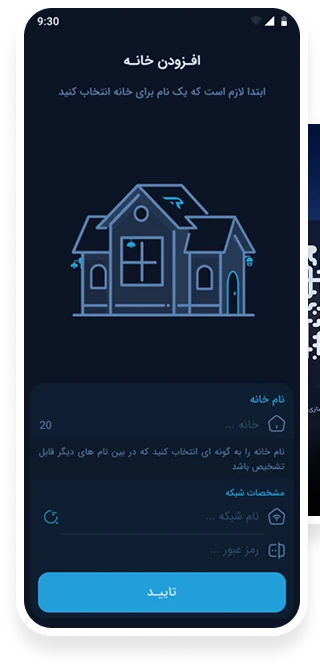 9:30
افـزودن خانـه
ابتدا لازم است که یک نام برای خانه انتخاب کنید
نام خانه
خانه ...
20
نام خانه را به گونه ای انتخاب کنید که در بین نام های دیگر قابل
تشخیص باشد
مشخصات شبکه
نام شبکه ...
رمز عبور ...
تاییـد